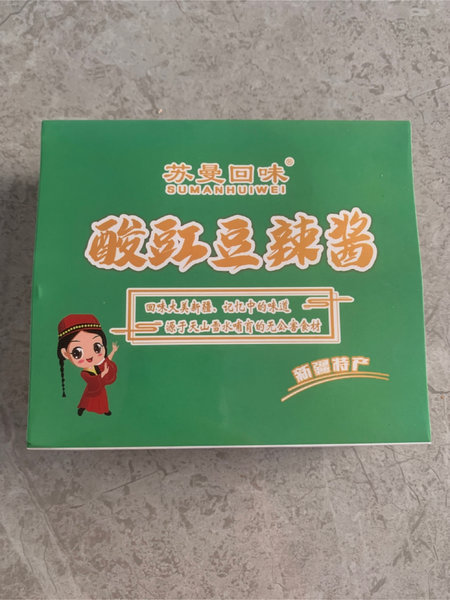 苏曼回味®
SUMANHUIWEI
酸豇豆辣酱
回味大美新疆,记忆中的味道
源于天山雪水哺育的无公害食材
新疆特产